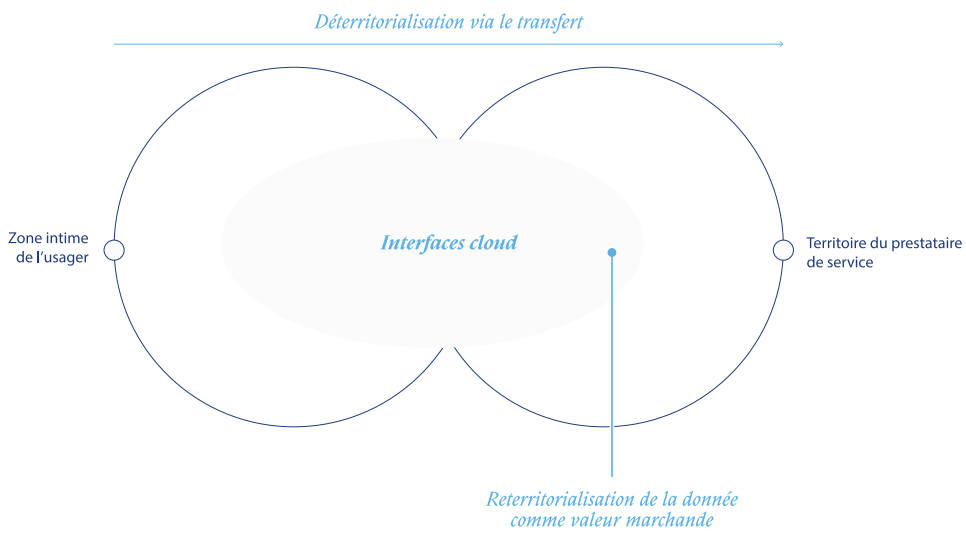 Déterritorialisation via le transfert
Zone intime
de l’usager
Interfaces cloud
Territoire du prestataire
de service
Reterritorialisation de la donnée
comme valeur marchande